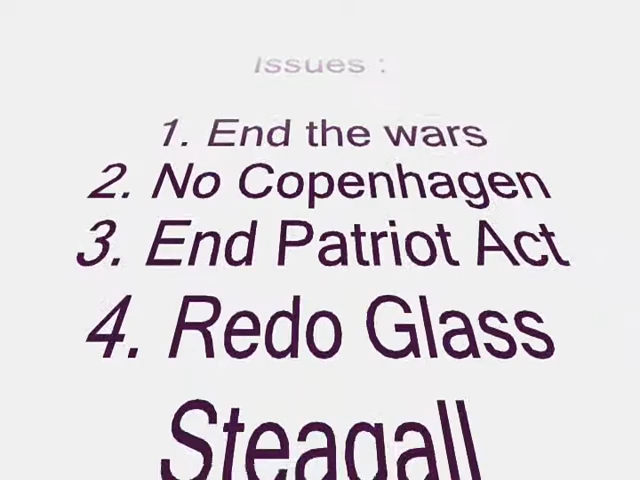 Issues :
1. End the wars
2. No Copenhagen
3. End Patriot Act
4. Redo Glass
Steagall